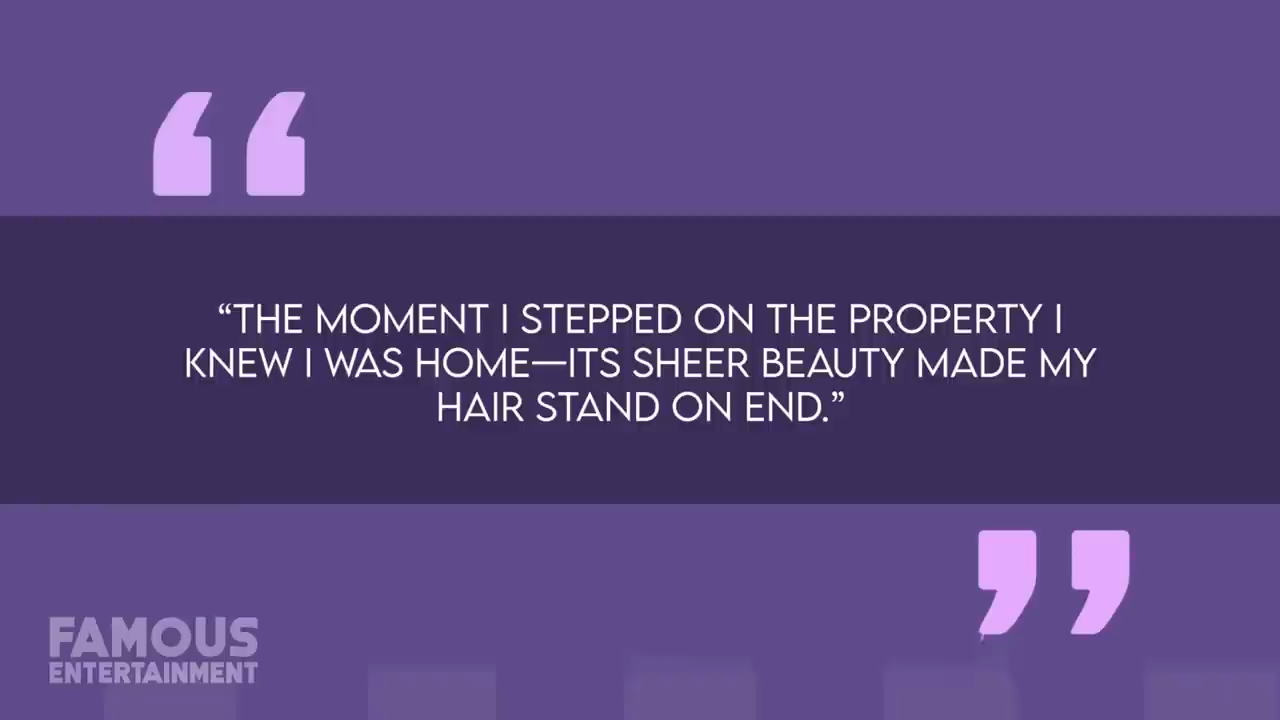 “THE MOMENT I STEPPED ON THE PROPERTY I
KNEW I WAS HOME—ITS SHEER BEAUTY MADE MY
HAIR STAND ON END.”
FAMOUS
ENTERTAINMENT